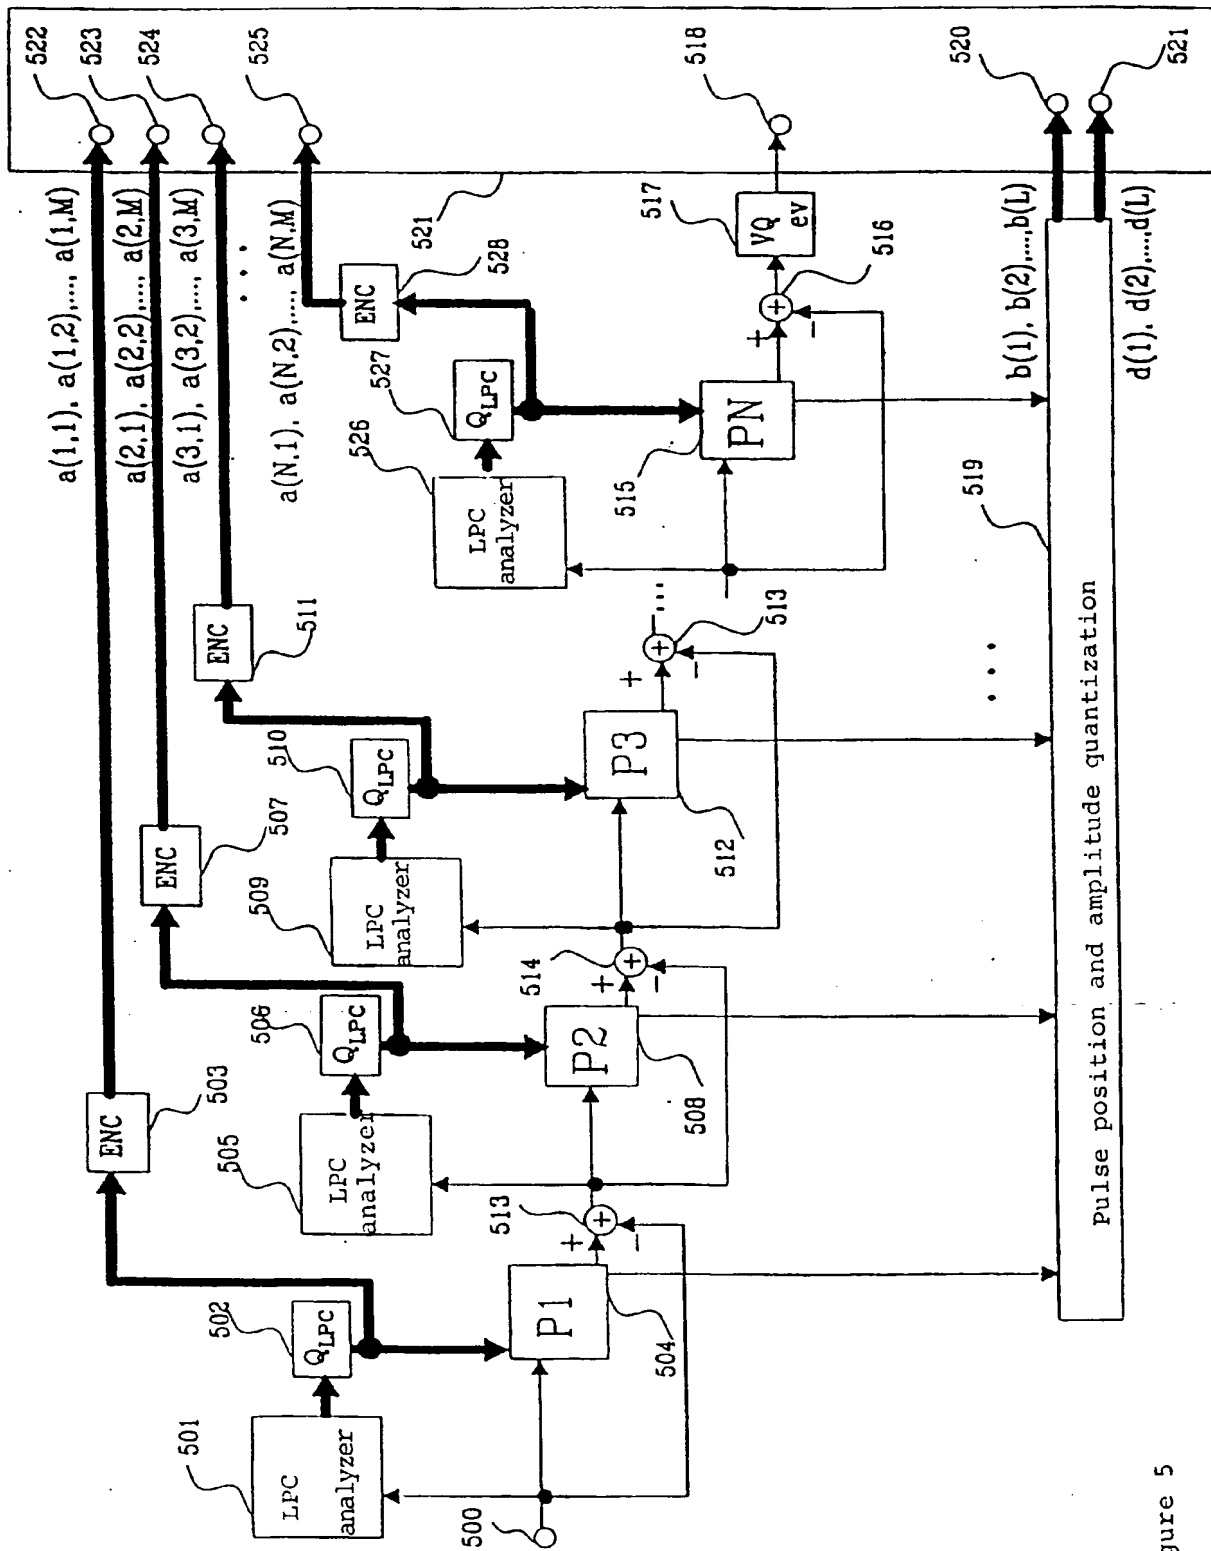 522
523
524
525
a(1,1), a(1,2),...., a(1,M)
a(2,1), a(2,2),...., a(2,M)
a(3,1), a(3,2),...., a(3,M)
a(N,1), a(N,2),...., a(N,M)
ENC
503
ENC
507
ENC
511
ENC
528
521
LPC
analyzer
501
QLPC
502
LPC
analyzer
505
QLPC
506
LPC
analyzer
509
QLPC
510
LPC
analyzer
526
QLPC
527
500
P1
504
+
+
-
513
P2
508
+
+
-
514
P3
512
+
+
-
513
PN
515
+
+
-
516
VQ
ev
517
518
519
Pulse position and amplitude quantization
b(1), b(2),...,b(L)
d(1), d(2),...,d(L)
520
521
gure 5